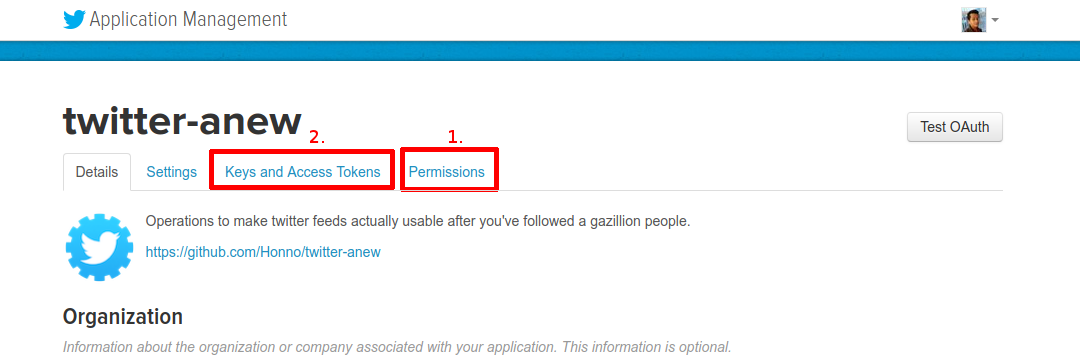 Application Management
twitter-anew
2.
1.
Test OAuth
Details Settings Keys and Access Tokens Permissions
Operations to make twitter feeds actually usable after you've followed a gazillion people.
https://github.com/Honno/twitter-anew
Organization
Information about the organization or company associated with your application. This information is optional.